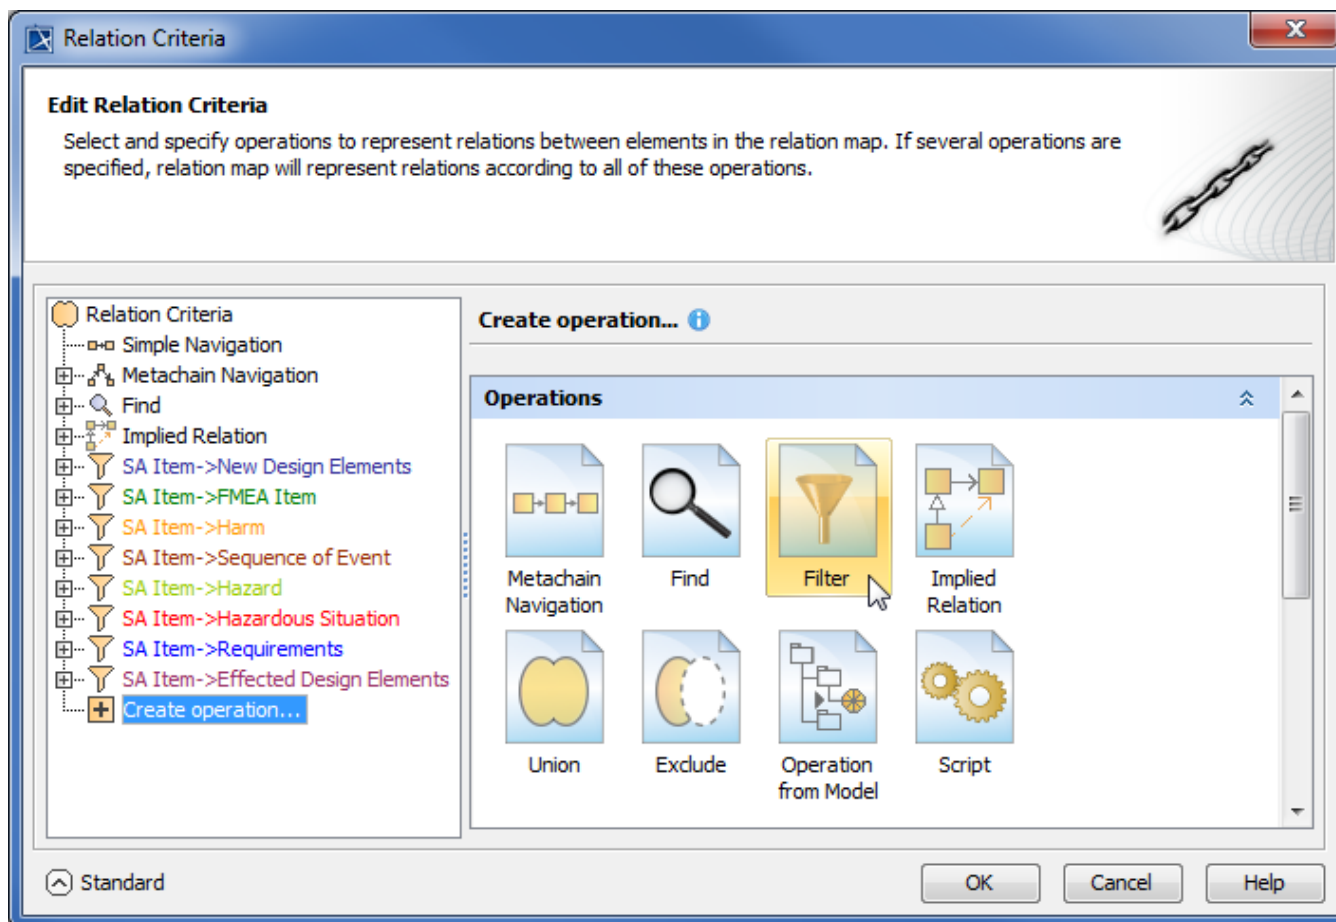 Relation Criteria
Edit Relation Criteria
Select and specify operations to represent relations between elements in the relation map. If several operations are
specified, relation map will represent relations according to all of these operations.
Relation Criteria
Simple Navigation
Metachain Navigation
Find
Implied Relation
SA Item->New Design Elements
SA Item->FMEA Item
SA Item->Harm
SA Item->Sequence of Event
SA Item->Hazard
SA Item->Hazardous Situation
SA Item->Requirements
SA Item->Effected Design Elements
Create operation...
Create operation...
Operations
Metachain
Navigation
Find
Filter
Implied
Relation
Union
Exclude
Operation
from Model
Script
Standard
OK
Cancel
Help